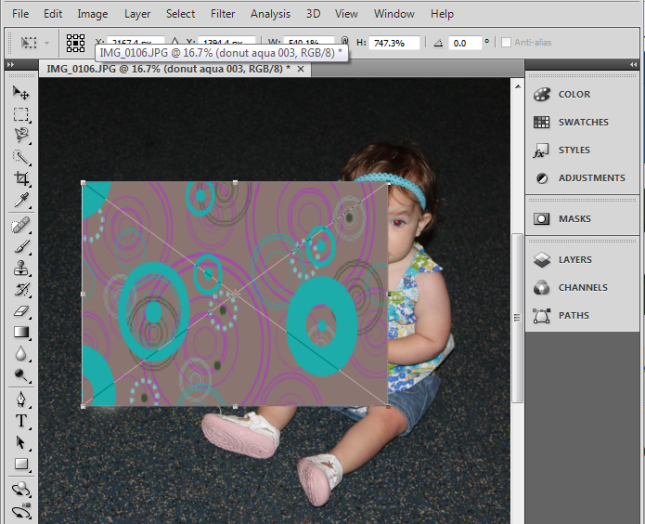 File Edit Image Layer Select Filter Analysis 3D View Window Help
H: 747.3% 0.0 ° Anti-alias
IMG_0106.JPG @ 16.7% (donut aqua 003, RGB/8) *
IMG_0106.JPG @ 16.7% (donut aqua 003, RGB/8) * ×
COLOR
SWATCHES
STYLES
ADJUSTMENTS
MASKS
LAYERS
CHANNELS
PATHS